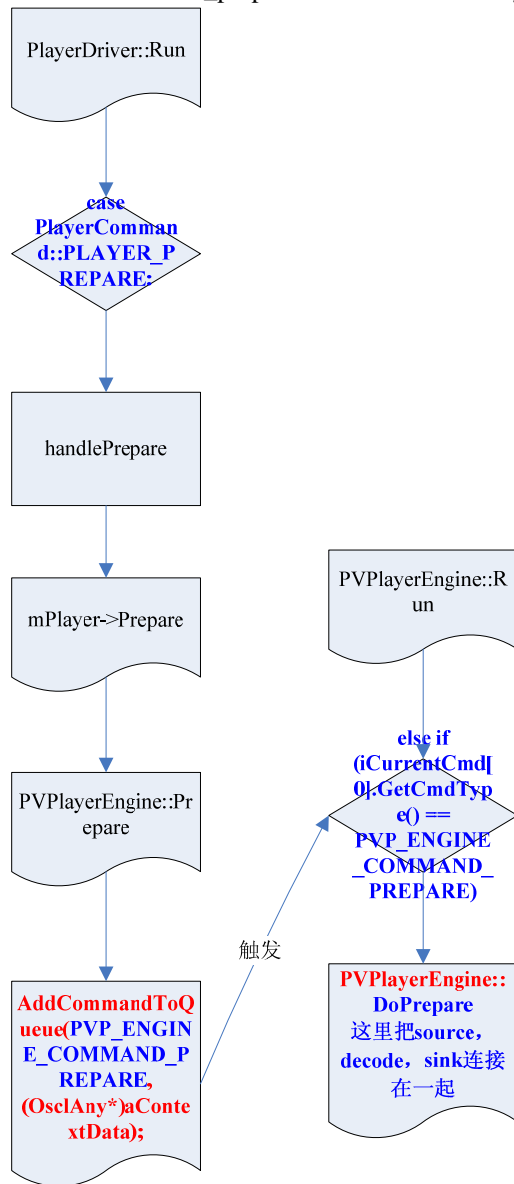 PlayerDriver::Run
case
PlayerComman
d::PLAYER_P
REPARE:
handlePrepare
mPlayer->Prepare
PVPlayerEngine::Pr
epare
AddCommandToQ
ueue(PVP_ENGIN
E_COMMAND_P
REPARE,
(OsclAny*)aConte
xtData);
触发
PVPlayerEngine::R
un
else if
(iCurrentCmd[
0].GetCmdTyp
e() ==
PVP_ENGINE
_COMMAND_
PREPARE)
PVPlayerEngine::
DoPrepare
这里把source，
decode，sink连接
在一起